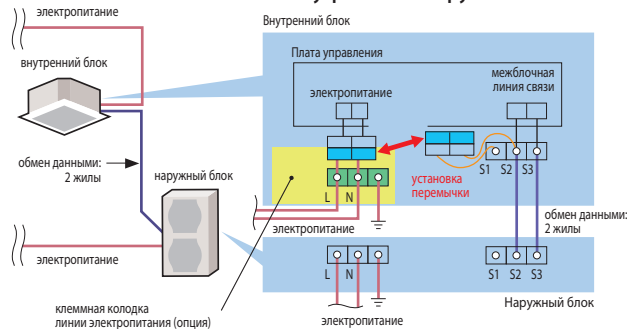 электропитание
внутренний блок
обмен данными:
2 жилы
наружный блок
электропитание
клеммная колодка
линии электропитания (опция)
Внутренний блок
Плата управления
электропитание
межблочная
линия связи
S1 S2 S3
установка
перемычки
L N
электропитание
обмен данными:
2 жилы
L N
S1 S2 S3
Наружный блок
электропитание